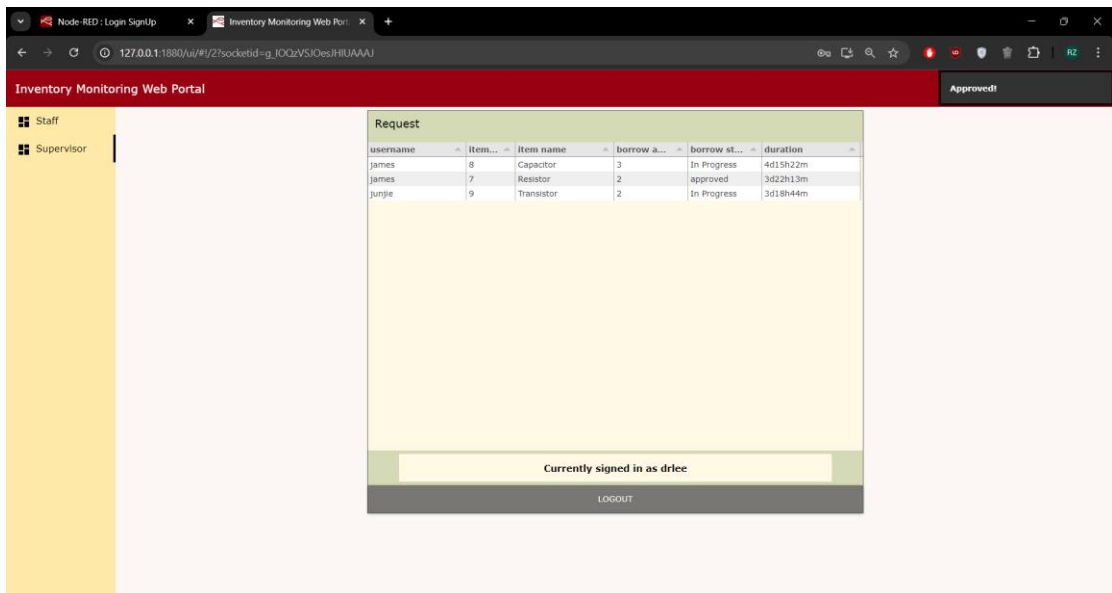 Node-RED : Login SignUp
Inventory Monitoring Web Port
127.0.0.1:1880/ui/#!/2?socketid=g_IOQzVSJOesJHlUAAAJ
RZ
Inventory Monitoring Web Portal
Approved!
Staff
Supervisor
Request
username item... item name borrow a... borrow st... duration
james 8 Capacitor 3 In Progress 4d15h22m
james 7 Resistor 2 approved 3d22h13m
junjie 9 Transistor 2 In Progress 3d18h44m
Currently signed in as drlee
LOGOUT